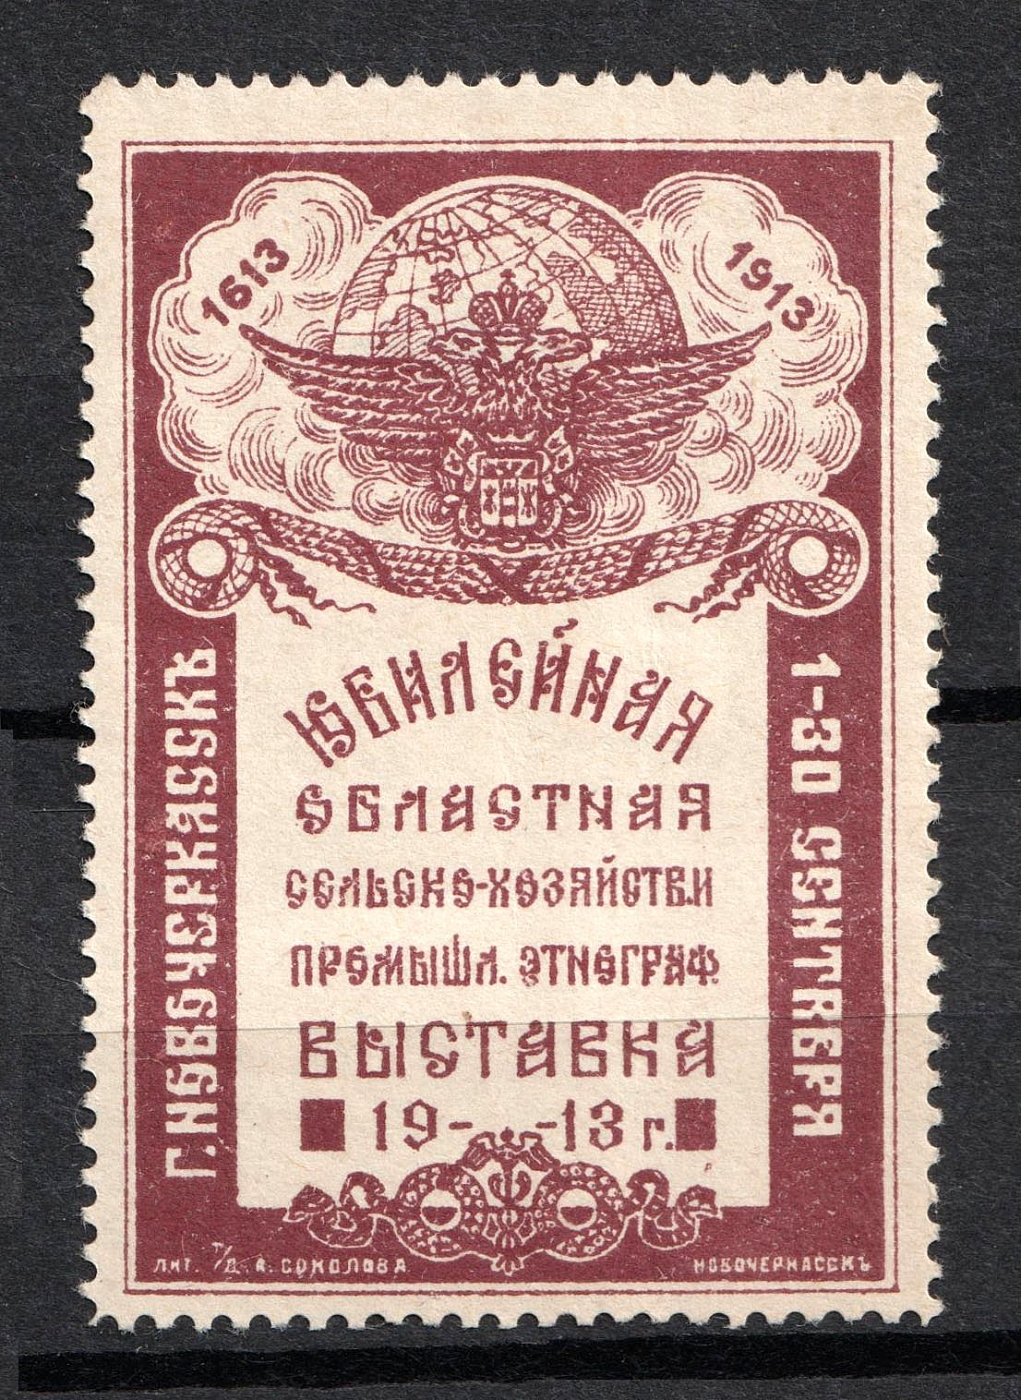 1613
1913
ЮБИЛЕЙНАЯ
ОБЛАСТНАЯ
СЕЛЬСКО-ХОЗЯЙСТВ.И
ПРОМЫШЛ. ЭТНОГРАФ.
ВЫСТАВКА
19- -13 г.
Г. НОВОЧЕРКАССКЪ
1-30 СЕНТЯБРЯ
ЛИТ. Т/Д. А. СОКОЛОВА
НОВОЧЕРКАССКЪ